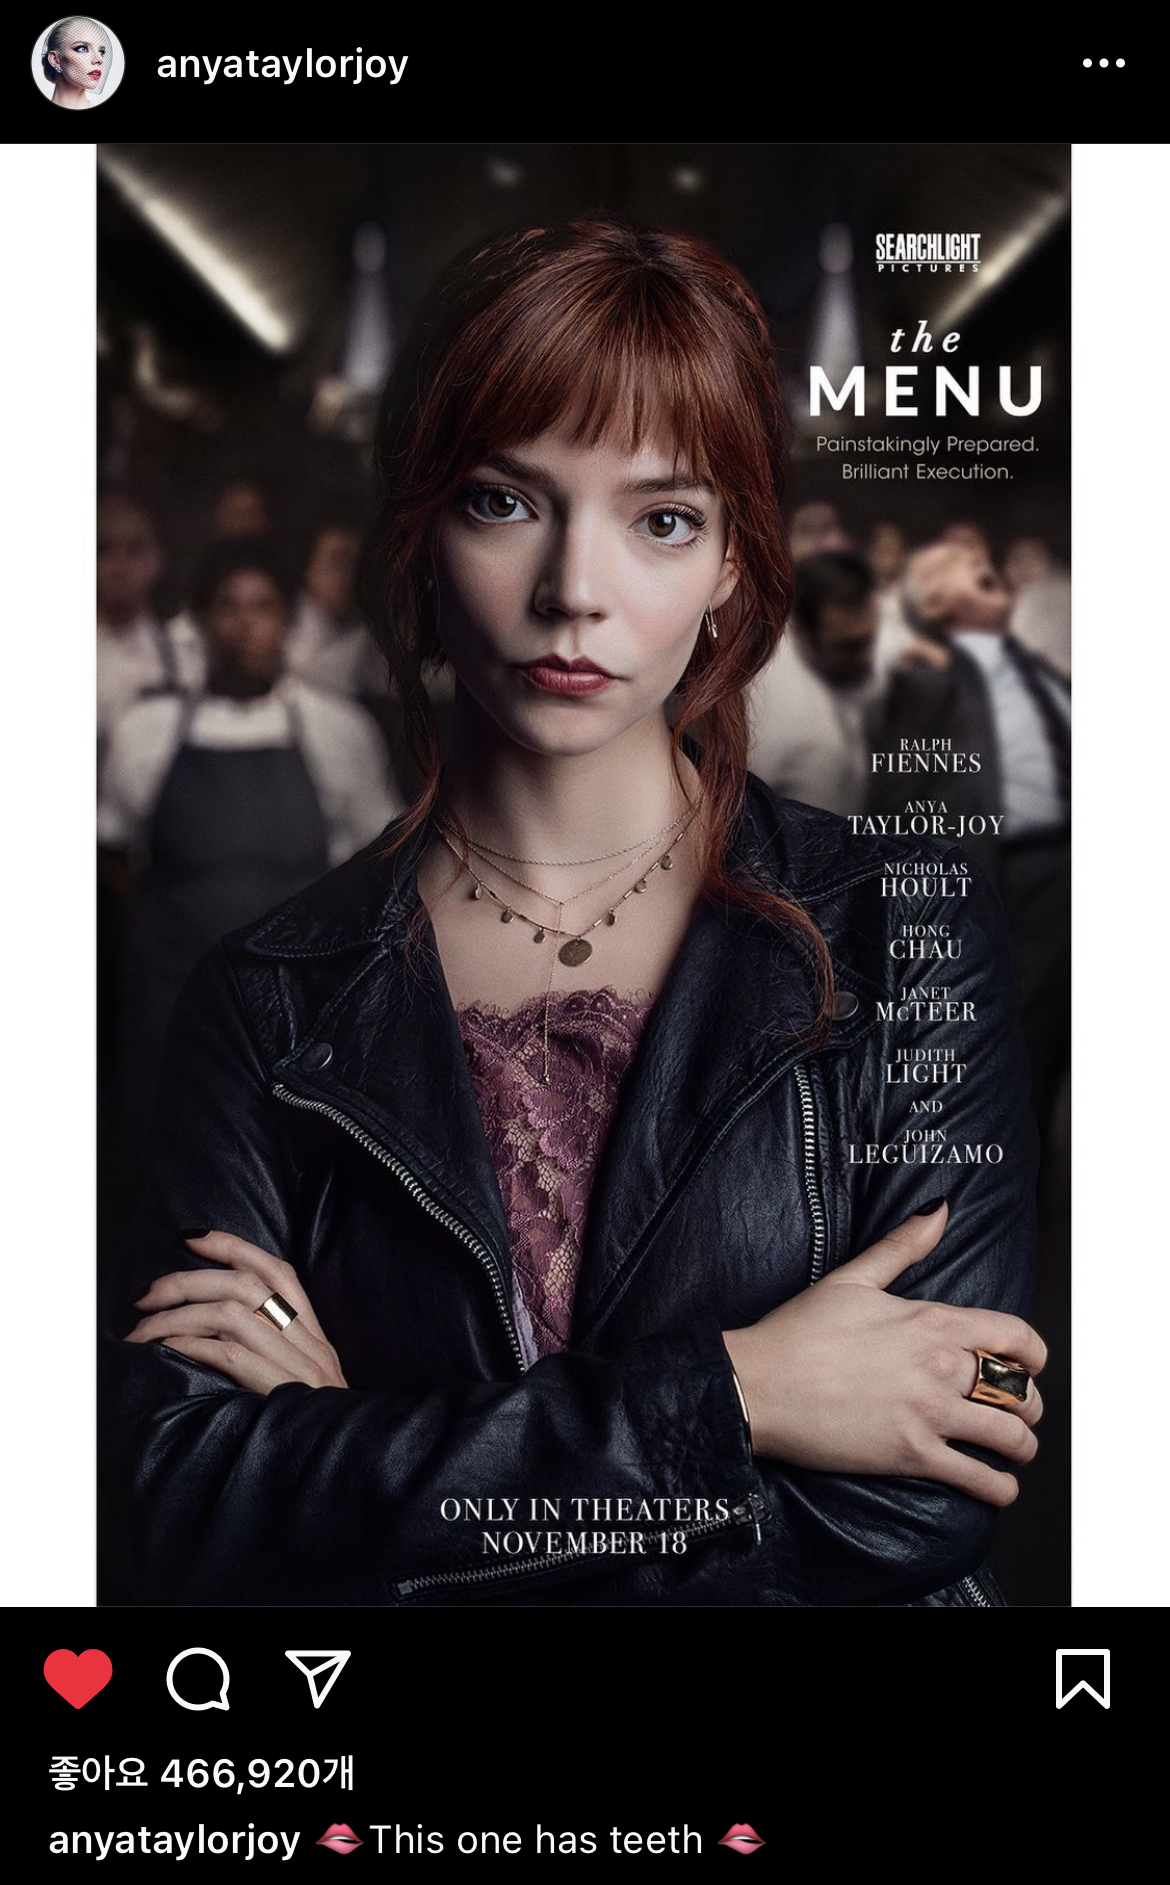 anyataylorjoy
SEARCHLIGHT
PICTURES
the
MENU
Painstakingly Prepared.
Brilliant Execution.
RALPH
FIENNES
ANYA
TAYLOR-JOY
NICHOLAS
HOULT
HONG
CHAU
JANET
McTEER
JUDITH
LIGHT
AND
JOHN
LEGUIZAMO
ONLY IN THEATERS
NOVEMBER 18
좋아요 466,920개
anyataylorjoy 🫦This one has teeth 🫦